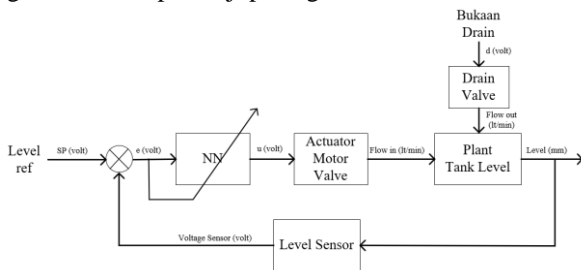 Bukaan
Drain
d (volt)
Drain
Valve
Flow out
(lt/min)
Level
ref
SP (volt)
e (volt)
NN
u (volt)
Actuator
Motor
Valve
Flow in (lt/min)
Plant
Tank Level
Level (mm)
Voltage Sensor (volt)
Level Sensor